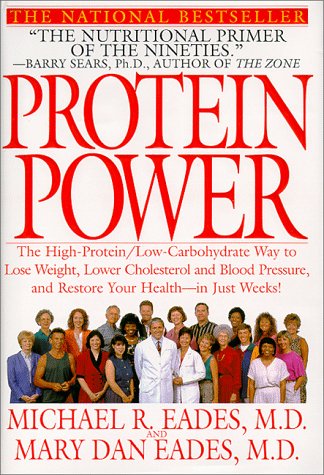 THE NATIONAL BESTSELLER
"THE NUTRITIONAL PRIMER
OF THE NINETIES."
—BARRY SEARS, PH.D., AUTHOR OF THE ZONE
PROTEIN
POWER
The High-Protein/Low-Carbohydrate Way to
Lose Weight, Lower Cholesterol and Blood Pressure,
and Restore Your Health—in Just Weeks!
MICHAEL R. EADES, M.D.
AND
MARY DAN EADES, M.D.